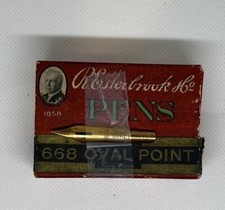 R. Esterbrook & Co
PENS
1858
668 OVAL POINT